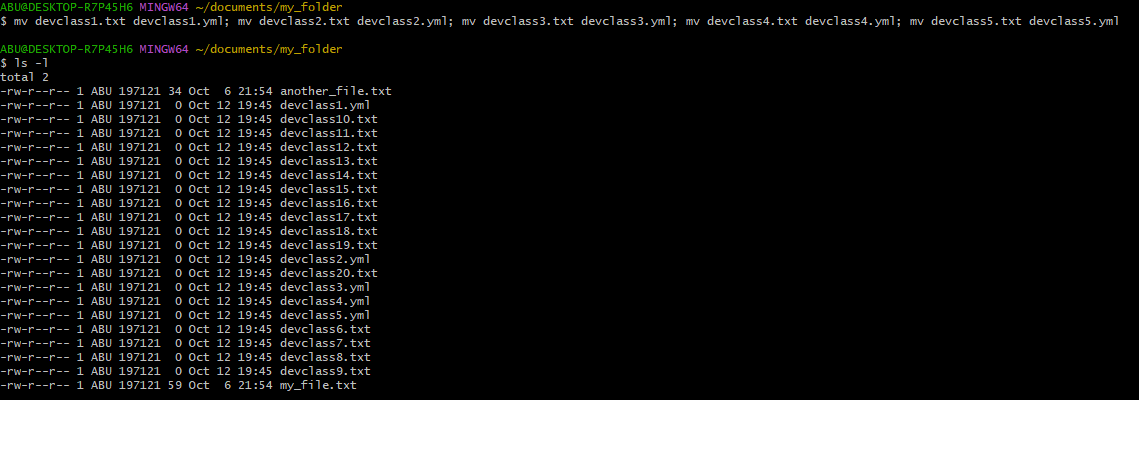 ABU@DESKTOP-R7P45H6 MINGW64 ~/documents/my_folder
$ mv devclass1.txt devclass1.yml; mv devclass2.txt devclass2.yml; mv devclass3.txt devclass3.yml; mv devclass4.txt devclass4.yml; mv devclass5.txt devclass5.yml
ABU@DESKTOP-R7P45H6 MINGW64 ~/documents/my_folder
$ ls -l
total 2
-rw-r--r-- 1 ABU 197121 34 Oct  6 21:54 another_file.txt
-rw-r--r-- 1 ABU 197121  0 Oct 12 19:45 devclass1.yml
-rw-r--r-- 1 ABU 197121  0 Oct 12 19:45 devclass10.txt
-rw-r--r-- 1 ABU 197121  0 Oct 12 19:45 devclass11.txt
-rw-r--r-- 1 ABU 197121  0 Oct 12 19:45 devclass12.txt
-rw-r--r-- 1 ABU 197121  0 Oct 12 19:45 devclass13.txt
-rw-r--r-- 1 ABU 197121  0 Oct 12 19:45 devclass14.txt
-rw-r--r-- 1 ABU 197121  0 Oct 12 19:45 devclass15.txt
-rw-r--r-- 1 ABU 197121  0 Oct 12 19:45 devclass16.txt
-rw-r--r-- 1 ABU 197121  0 Oct 12 19:45 devclass17.txt
-rw-r--r-- 1 ABU 197121  0 Oct 12 19:45 devclass18.txt
-rw-r--r-- 1 ABU 197121  0 Oct 12 19:45 devclass19.txt
-rw-r--r-- 1 ABU 197121  0 Oct 12 19:45 devclass2.yml
-rw-r--r-- 1 ABU 197121  0 Oct 12 19:45 devclass20.txt
-rw-r--r-- 1 ABU 197121  0 Oct 12 19:45 devclass3.yml
-rw-r--r-- 1 ABU 197121  0 Oct 12 19:45 devclass4.yml
-rw-r--r-- 1 ABU 197121  0 Oct 12 19:45 devclass5.yml
-rw-r--r-- 1 ABU 197121  0 Oct 12 19:45 devclass6.txt
-rw-r--r-- 1 ABU 197121  0 Oct 12 19:45 devclass7.txt
-rw-r--r-- 1 ABU 197121  0 Oct 12 19:45 devclass8.txt
-rw-r--r-- 1 ABU 197121  0 Oct 12 19:45 devclass9.txt
-rw-r--r-- 1 ABU 197121 59 Oct  6 21:54 my_file.txt